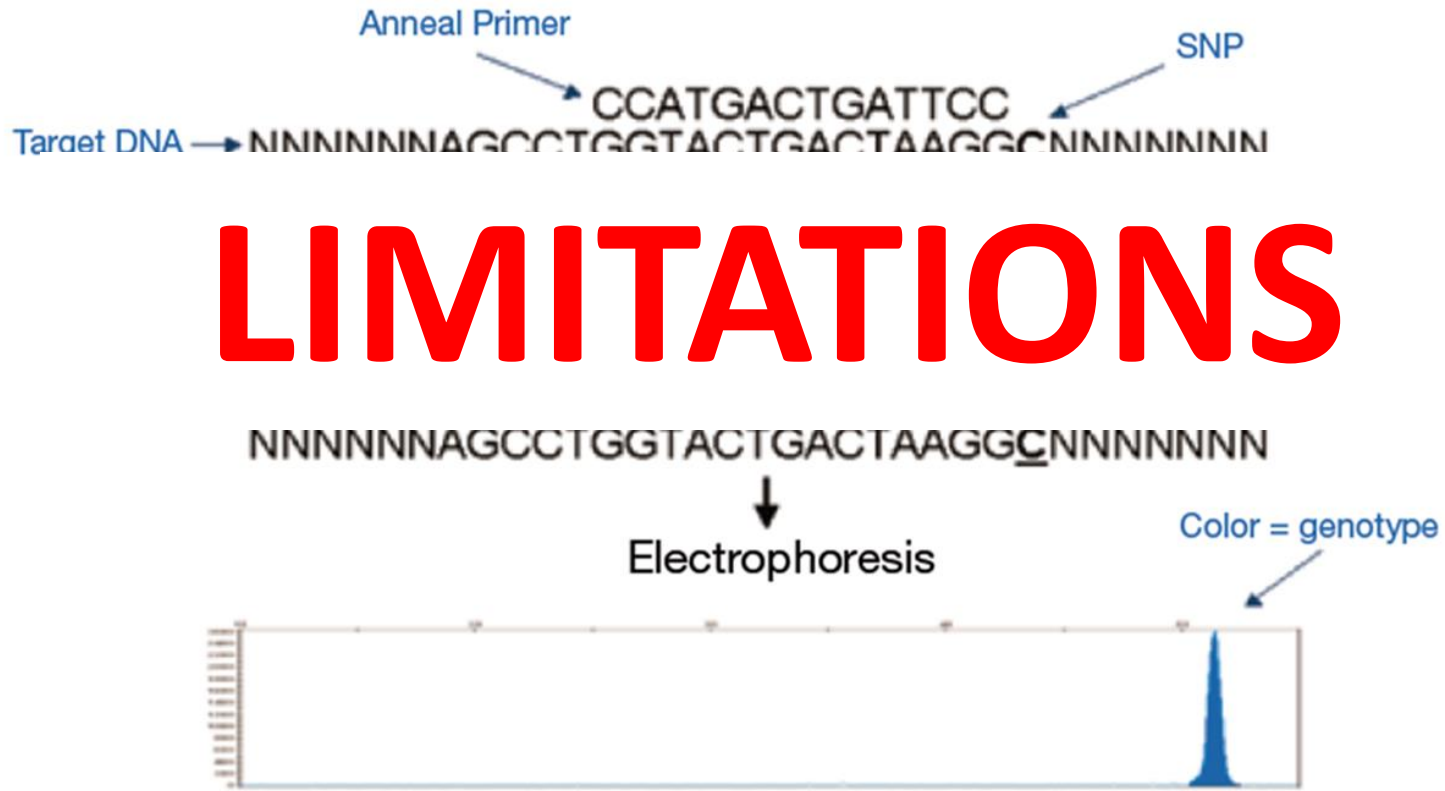 Anneal Primer
SNP
CCATGACTGATTCC
Target DNA
NNNNNNAGCCTGGTACTGACTAAGGCNNNNNNN
LIMITATIONS
NNNNNNAGCCTGGTACTGACTAAGGCNNNNNNN
Color = genotype
Electrophoresis